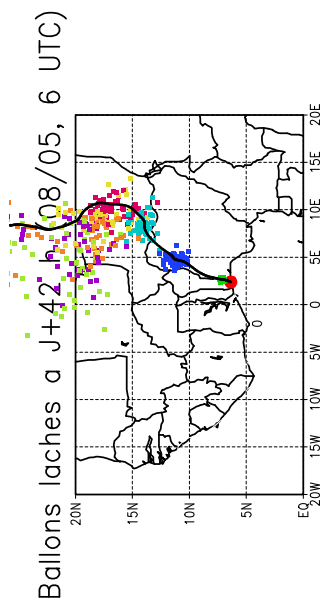 Ballons laches a J+42 h 08/05, 6 UTC)
20N
15N
10N
5N
EQ
20W
15W
10W
5W
0
5E
10E
15E
20E
0